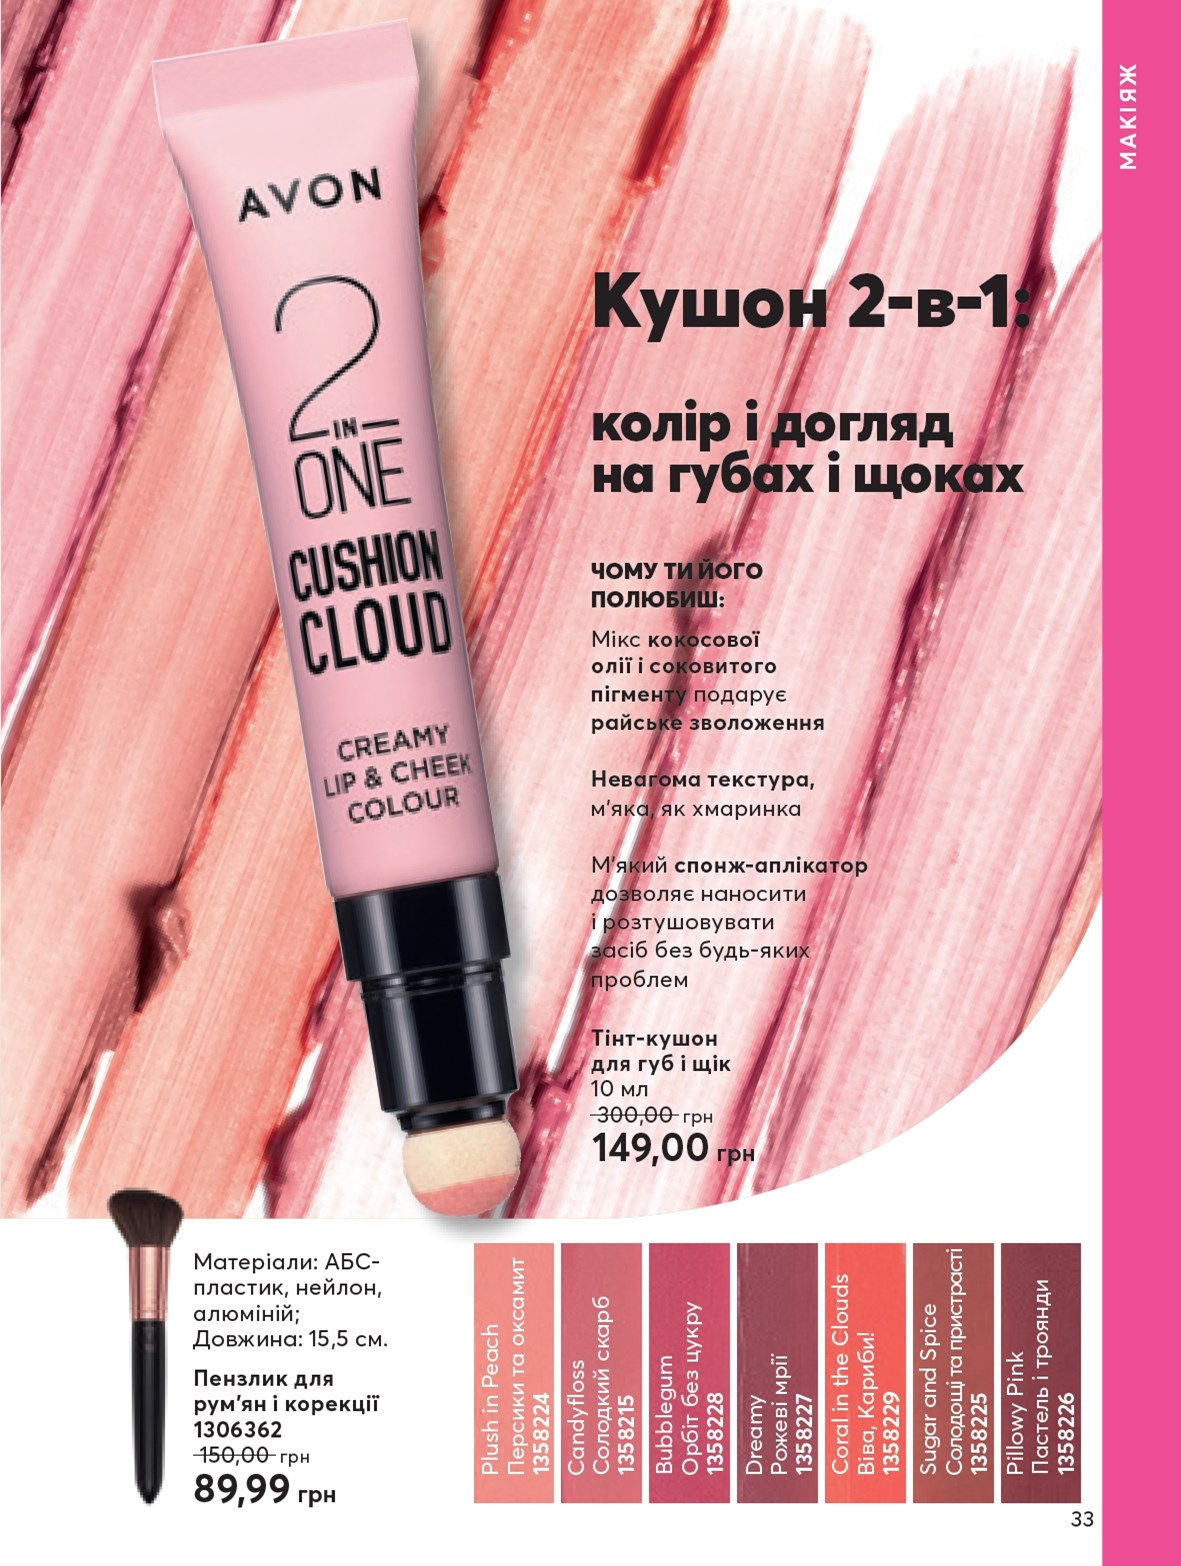 МАКІЯЖ
AVON
2
IN
ONE
CUSHION
CLOUD
CREAMY
LIP & CHEEK
COLOUR
Кушон 2-в-1:
колір і догляд
на губах і щоках
ЧОМУ ТИ ЙОГО
ПОЛЮБИШ:
Мікс кокосової
олії і соковитого
пігменту подарує
райське зволоження
Невагома текстура,
м’яка, як хмаринка
М’який спонж-аплікатор
дозволяє наносити
і розтушовувати
засіб без будь-яких
проблем
Тінт-кушон
для губ і щік
10 мл
300,00 грн
149,00 грн
Матеріали: АБС-
пластик, нейлон,
алюміній;
Довжина: 15,5 см.
Пензлик для
рум’ян і корекції
1306362
150,00 грн
89,99 грн
Plush in Peach
Персики та оксамит
1358224
Candyfloss
Солодкий скарб
1358215
Bubblegum
Орбіт без цукру
1358228
Dreamy
Рожеві мрії
1358227
Coral in the Clouds
Віва, Кариби!
1358229
Sugar and Spice
Солодощі та пристрасті
1358225
Pillowy Pink
Пастель і троянди
1358226
33